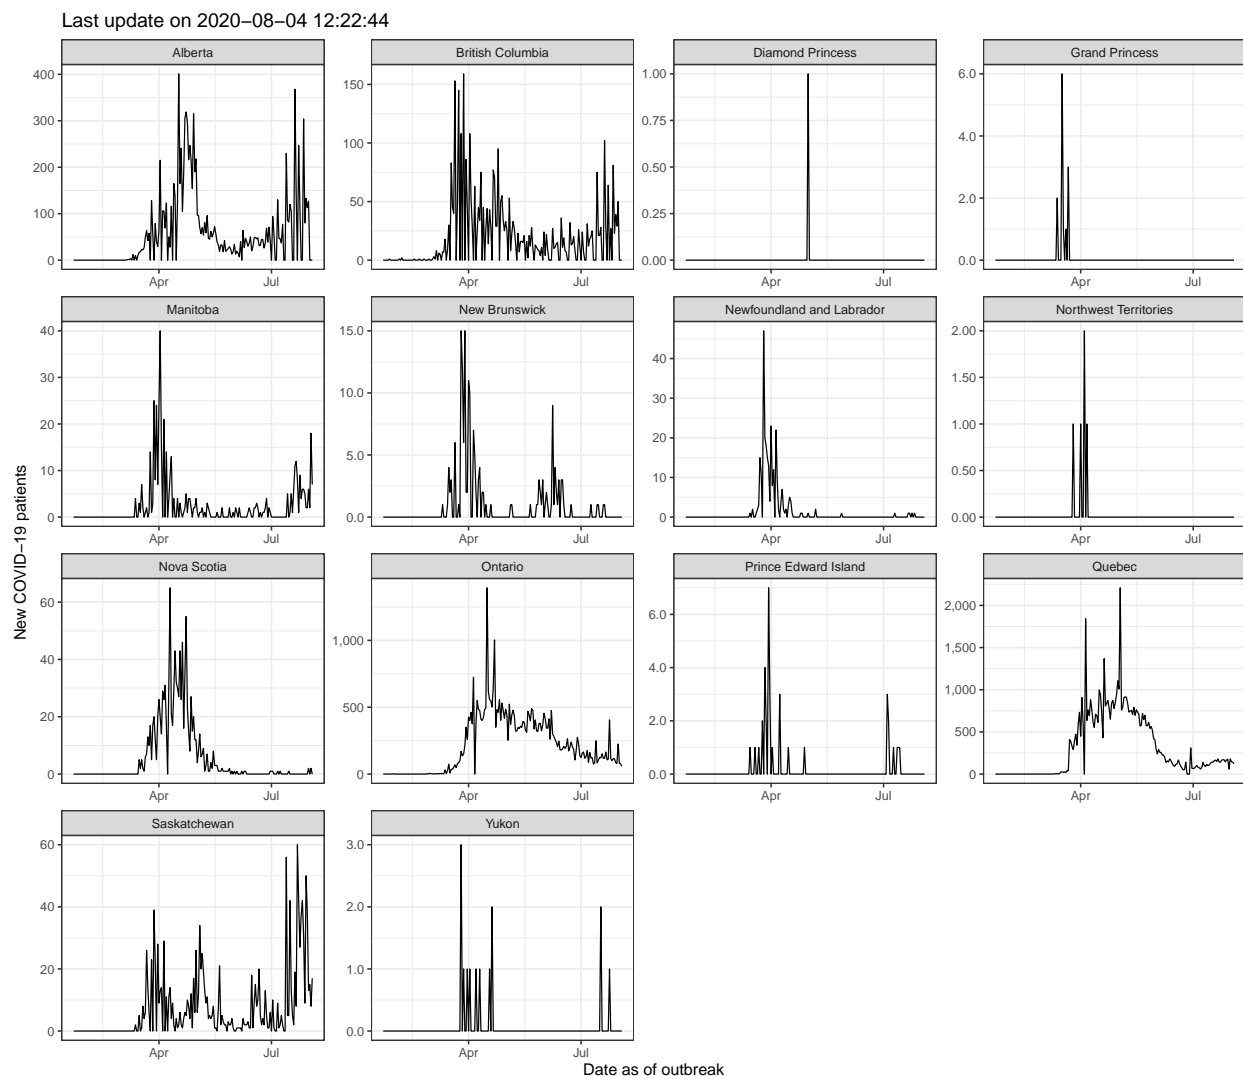 Last update on 2020−08−04 12:22:44
Alberta
British Columbia
Diamond Princess
Grand Princess
400
300
200
100
0
Apr
Jul
150
100
50
0
Apr
Jul
1.00
0.75
0.50
0.25
0.00
Apr
Jul
6.0
4.0
2.0
0.0
Apr
Jul
Manitoba
New Brunswick
Newfoundland and Labrador
Northwest Territories
40
30
20
10
0
Apr
Jul
15.0
10.0
5.0
0.0
Apr
Jul
40
30
20
10
0
Apr
Jul
2.00
1.50
1.00
0.50
0.00
Apr
Jul
New COVID−19 patients
Nova Scotia
Ontario
Prince Edward Island
Quebec
60
40
20
0
Apr
Jul
1,000
500
0
Apr
Jul
6.0
4.0
2.0
0.0
Apr
Jul
2,000
1,500
1,000
500
0
Apr
Jul
Saskatchewan
Yukon
60
40
20
0
Apr
Jul
3.0
2.0
1.0
0.0
Apr
Jul
Date as of outbreak